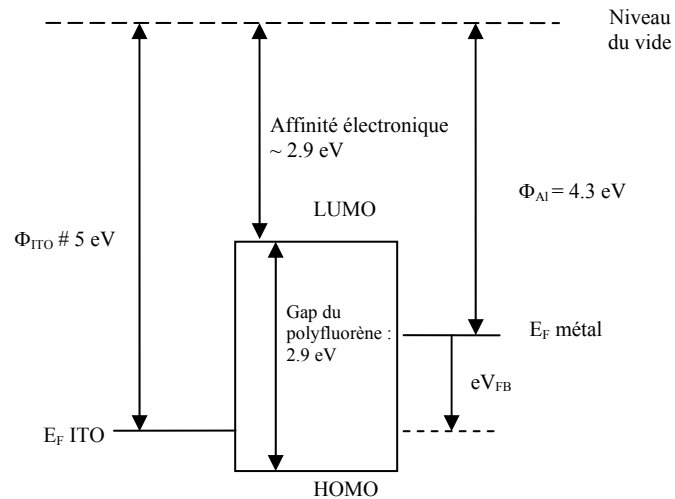 Niveau
du vide
Affinité électronique
~ 2.9 eV
Φ_Al = 4.3 eV
LUMO
Φ_ITO # 5 eV
Gap du
polyfluorène :
2.9 eV
E_F métal
eV_FB
E_F ITO
HOMO